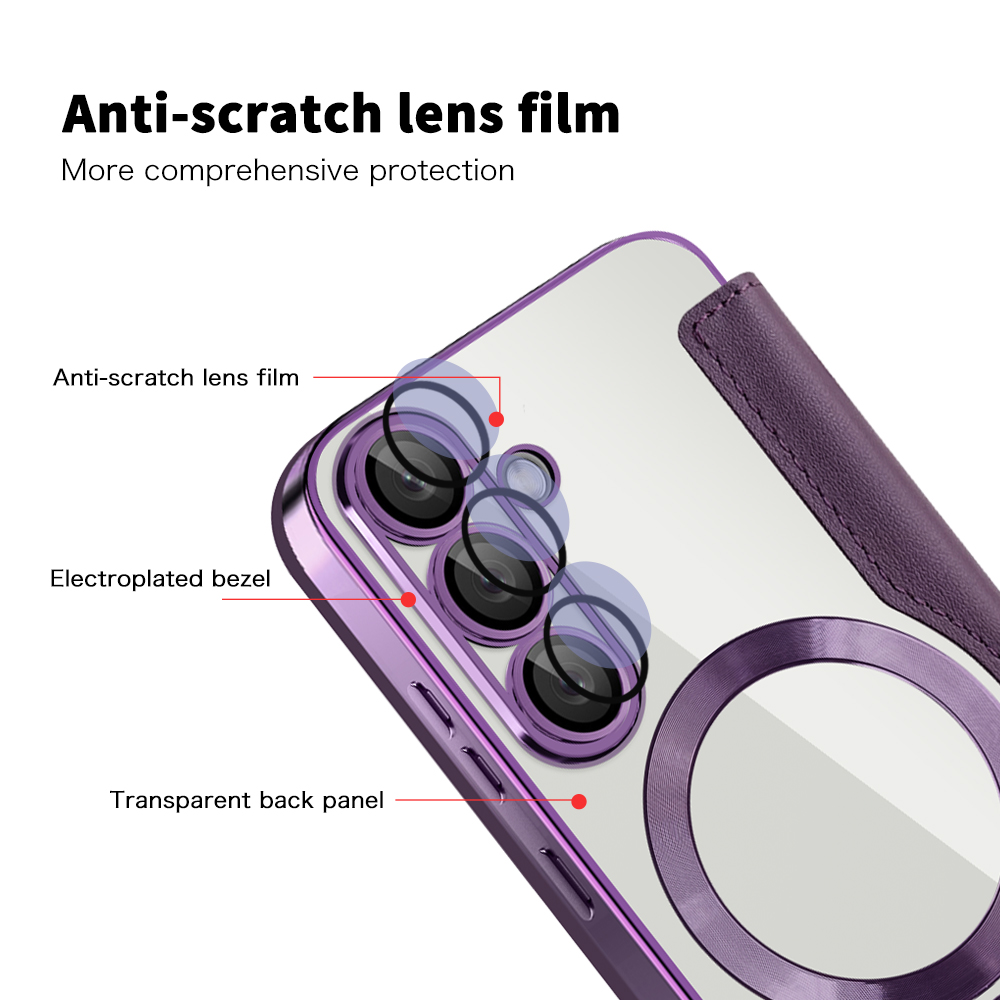 Anti-scratch lens film
More comprehensive protection
Anti-scratch lens film
Electroplated bezel
Transparent back panel